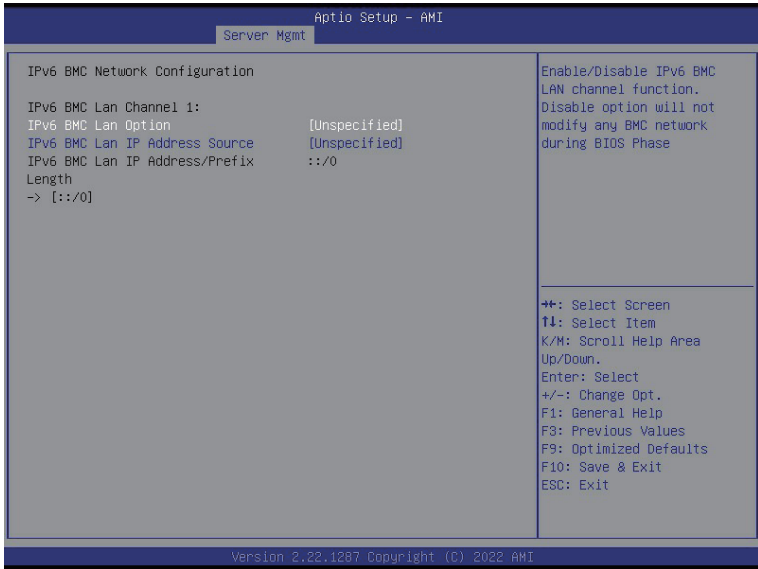 Aptio Setup – AMI
Server Mgmt
IPv6 BMC Network Configuration
IPv6 BMC Lan Channel 1:
IPv6 BMC Lan Option [Unspecified]
IPv6 BMC Lan IP Address Source [Unspecified]
IPv6 BMC Lan IP Address/Prefix ::/0
Length
-> [::/0]
Enable/Disable IPv6 BMC
LAN channel function.
Disable option will not
modify any BMC network
during BIOS Phase
→←: Select Screen
↑↓: Select Item
K/M: Scroll Help Area
Up/Down.
Enter: Select
+/-: Change Opt.
F1: General Help
F3: Previous Values
F9: Optimized Defaults
F10: Save & Exit
ESC: Exit
Version 2.22.1287 Copyright (C) 2022 AMI